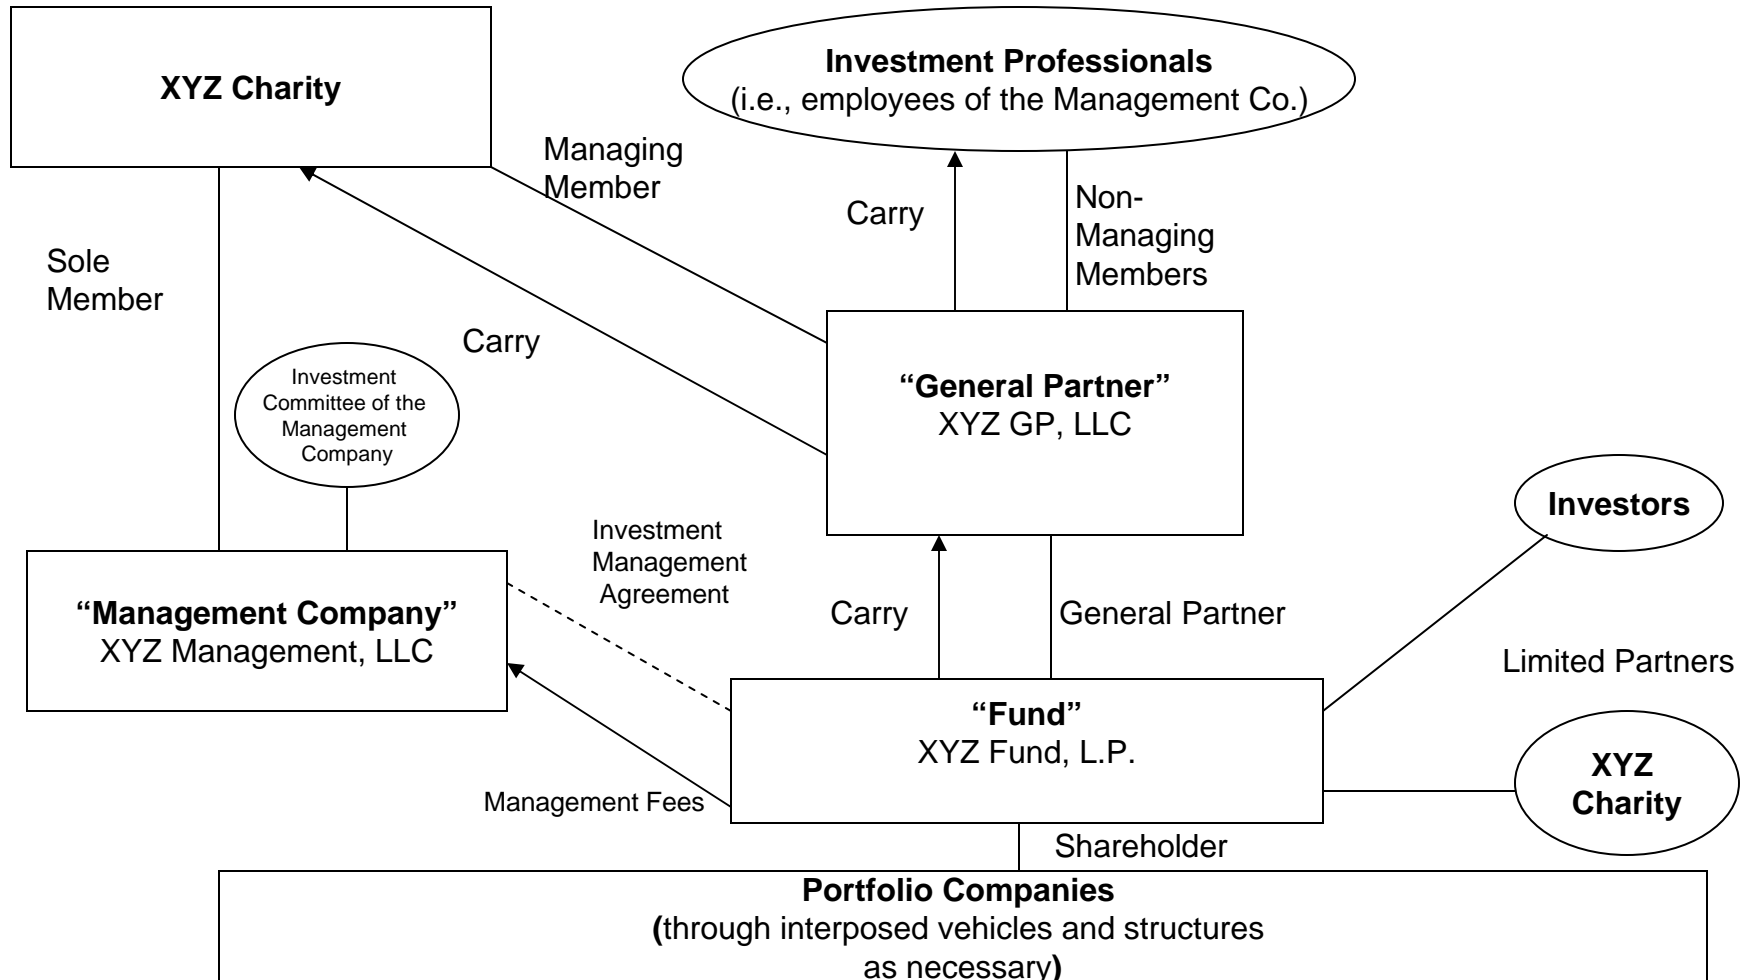 XYZ Charity
Investment Professionals
(i.e., employees of the Management Co.)
Managing
Member
Carry
Non-
Managing
Members
Sole
Member
Carry
Investment
Committee of the
Management
Company
“General Partner”
XYZ GP, LLC
Investors
Investment
Management
Agreement
“Management Company”
XYZ Management, LLC
Carry
General Partner
Limited Partners
“Fund”
XYZ Fund, L.P.
XYZ
Charity
Management Fees
Shareholder
Portfolio Companies
(through interposed vehicles and structures
as necessary)